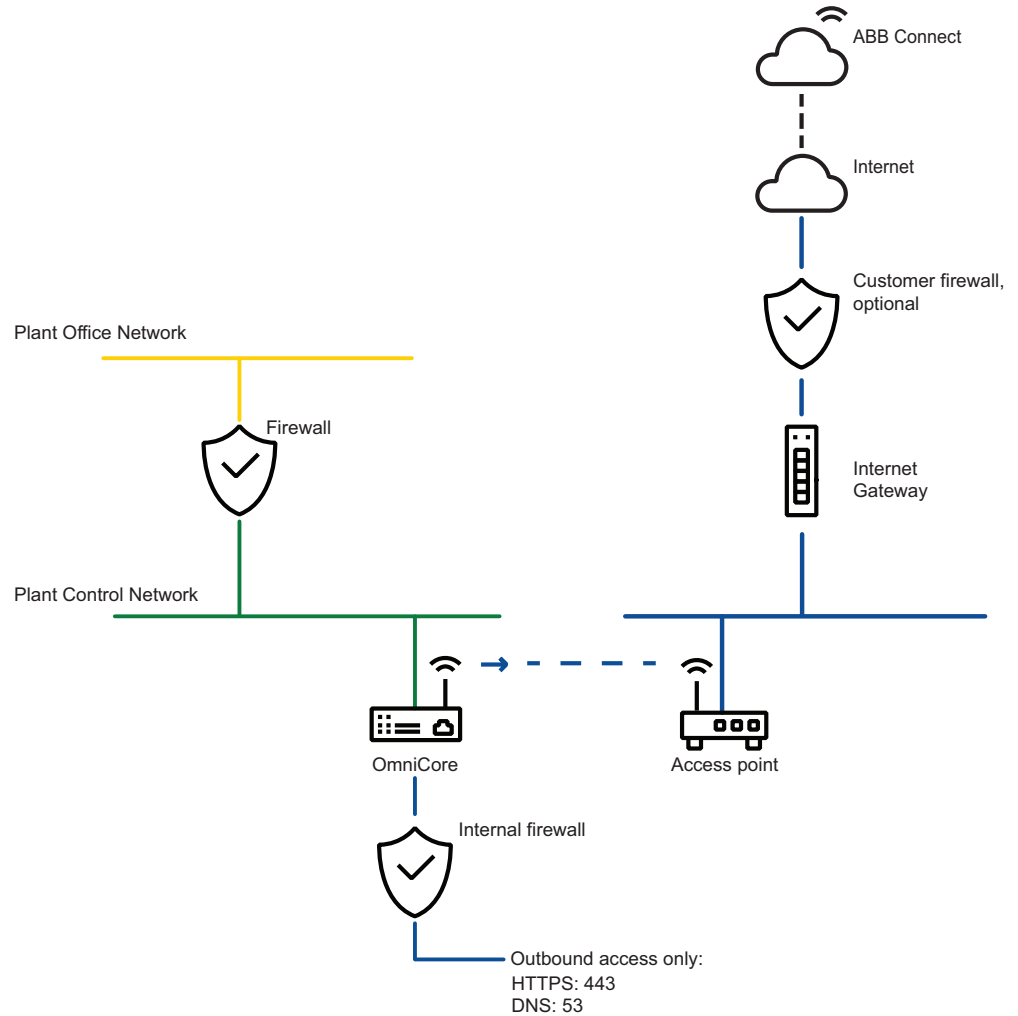 ABB Connect
Internet
Customer firewall,
optional
Plant Office Network
Firewall
Internet
Gateway
Plant Control Network
OmniCore
Access point
Internal firewall
Outbound access only:
HTTPS: 443
DNS: 53